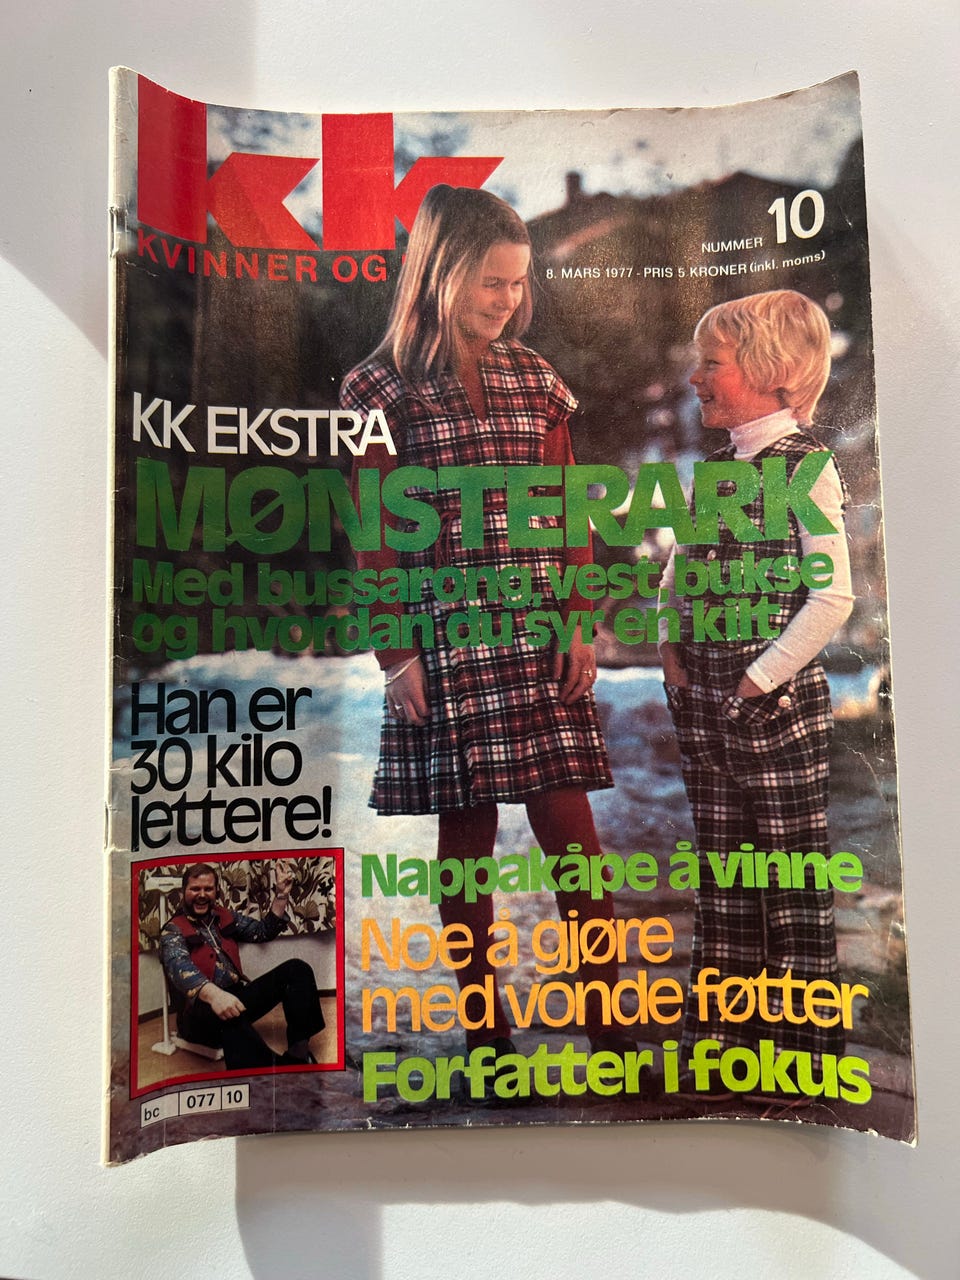 kk
KVINNER OG
NUMMER 10
8. MARS 1977 - PRIS 5 KRONER (inkl. moms)
KK EKSTRA
MØNSTERARK
Med bussarong, vest, bukse
og hvordan du syr en kilt
Han er
30 kilo
lettere!
Nappakåpe å vinne
Noe å gjøre
med vonde føtter
Forfatter i fokus
bc 077 10